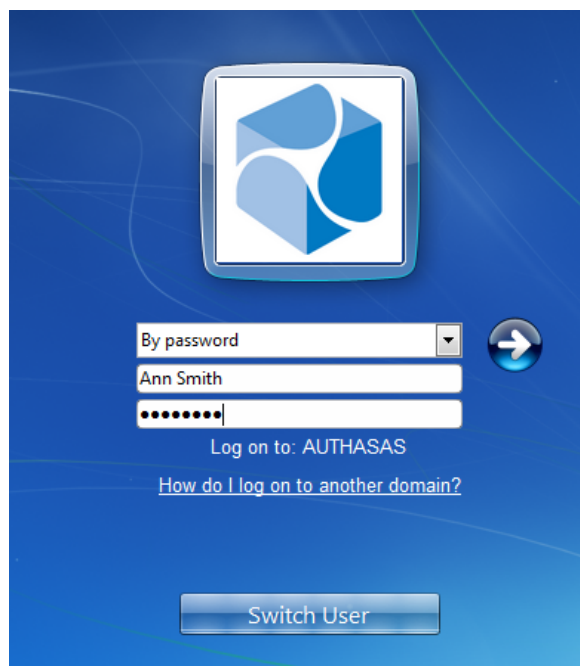 By password
Ann Smith
••••••••
Log on to: AUTHASAS
How do I log on to another domain?
Switch User